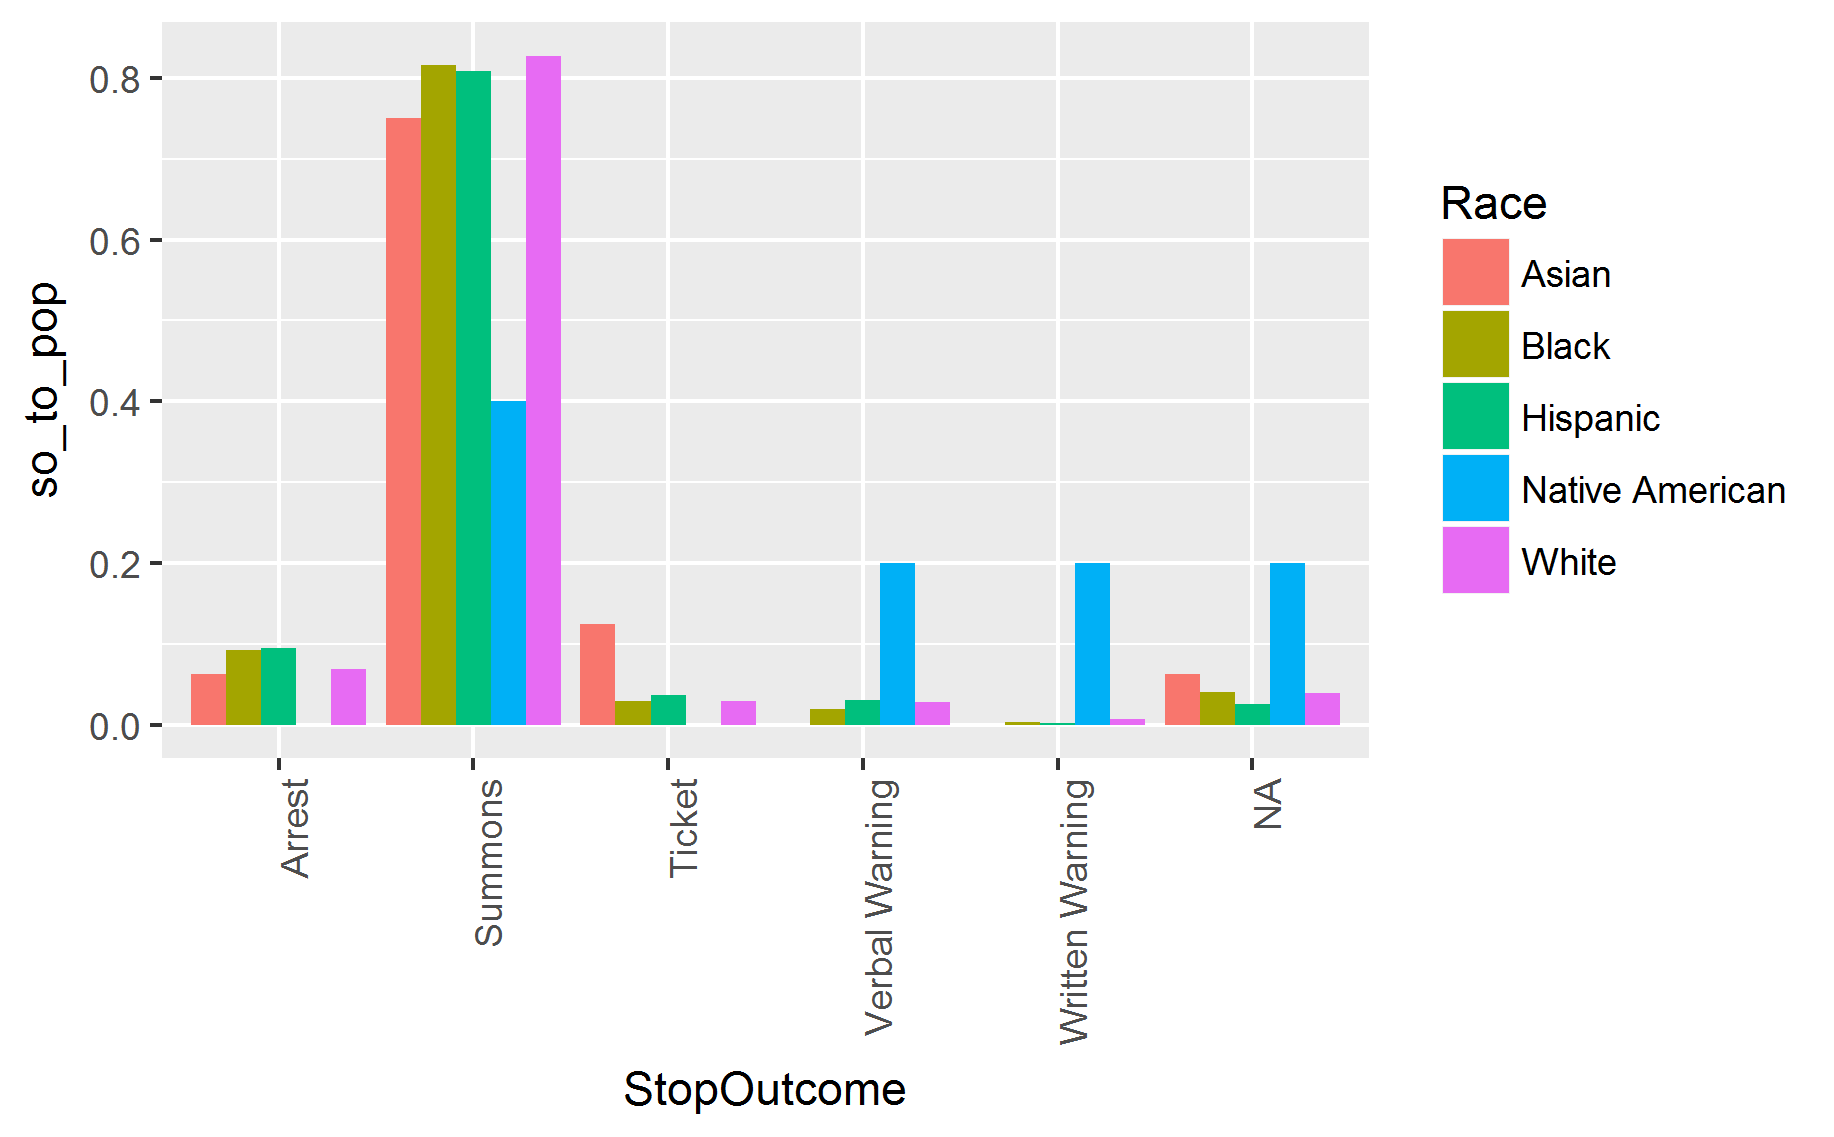 so_to_pop
0.8
0.6
0.4
0.2
0.0
Arrest
Summons
Ticket
Verbal Warning
Written Warning
NA
StopOutcome
Race
Asian
Black
Hispanic
Native American
White